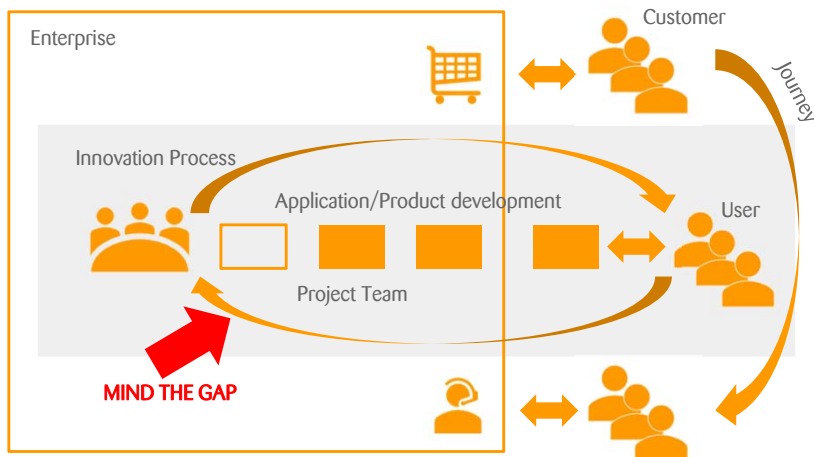 Customer
Enterprise
Journey
Innovation Process
Application/Product development
User
Project Team
MIND THE GAP